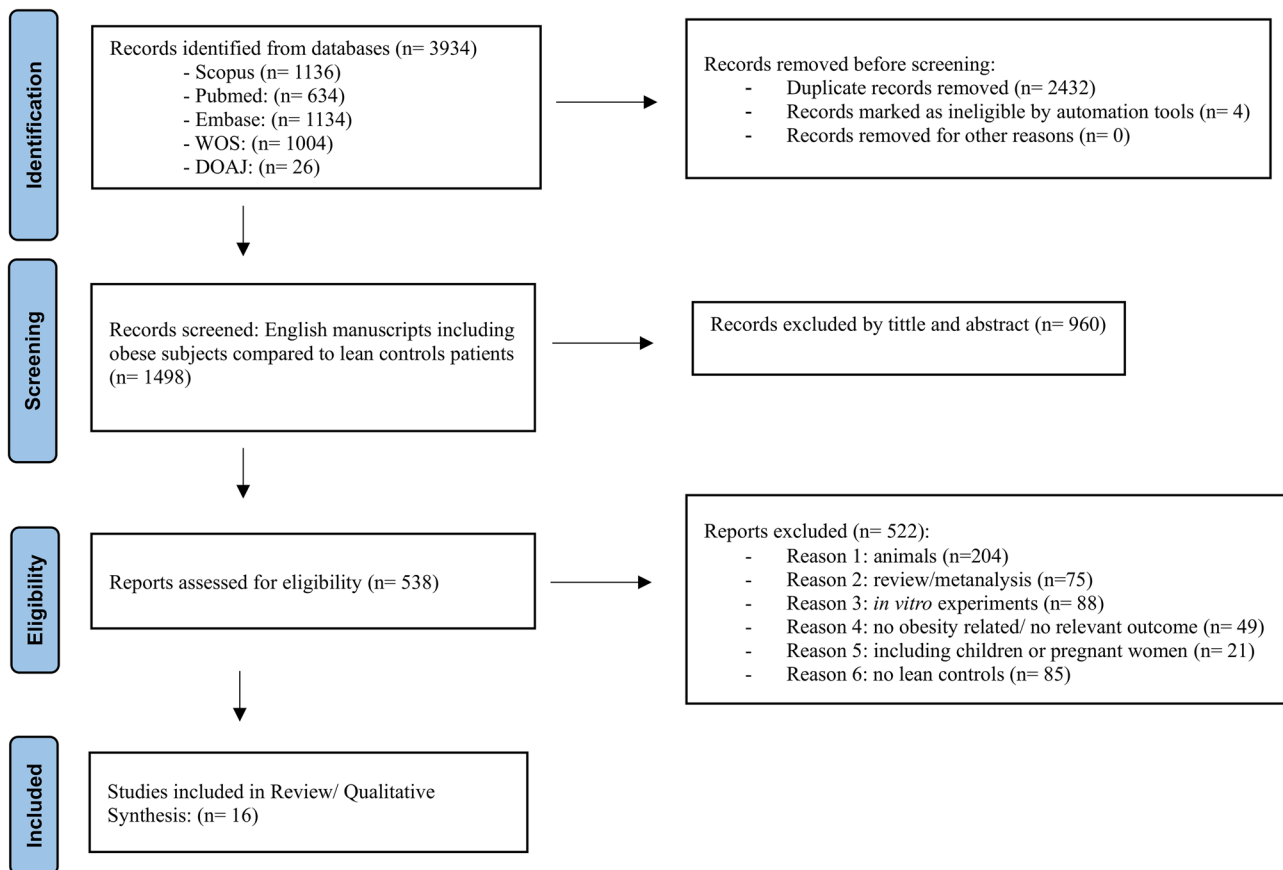 Identification
Records identified from databases (n= 3934)
- Scopus (n= 1136)
- Pubmed: (n= 634)
- Embase: (n= 1134)
- WOS: (n= 1004)
- DOAJ: (n= 26)
Records removed before screening:
- Duplicate records removed (n= 2432)
- Records marked as ineligible by automation tools (n= 4)
- Records removed for other reasons (n= 0)
Screening
Records screened: English manuscripts including
obese subjects compared to lean controls patients
(n= 1498)
Records excluded by tittle and abstract (n= 960)
Eligibility
Reports assessed for eligibility (n= 538)
Reports excluded (n= 522):
- Reason 1: animals (n=204)
- Reason 2: review/metanalysis (n=75)
- Reason 3: in vitro experiments (n= 88)
- Reason 4: no obesity related/ no relevant outcome (n= 49)
- Reason 5: including children or pregnant women (n= 21)
- Reason 6: no lean controls (n= 85)
Included
Studies included in Review/ Qualitative
Synthesis: (n= 16)